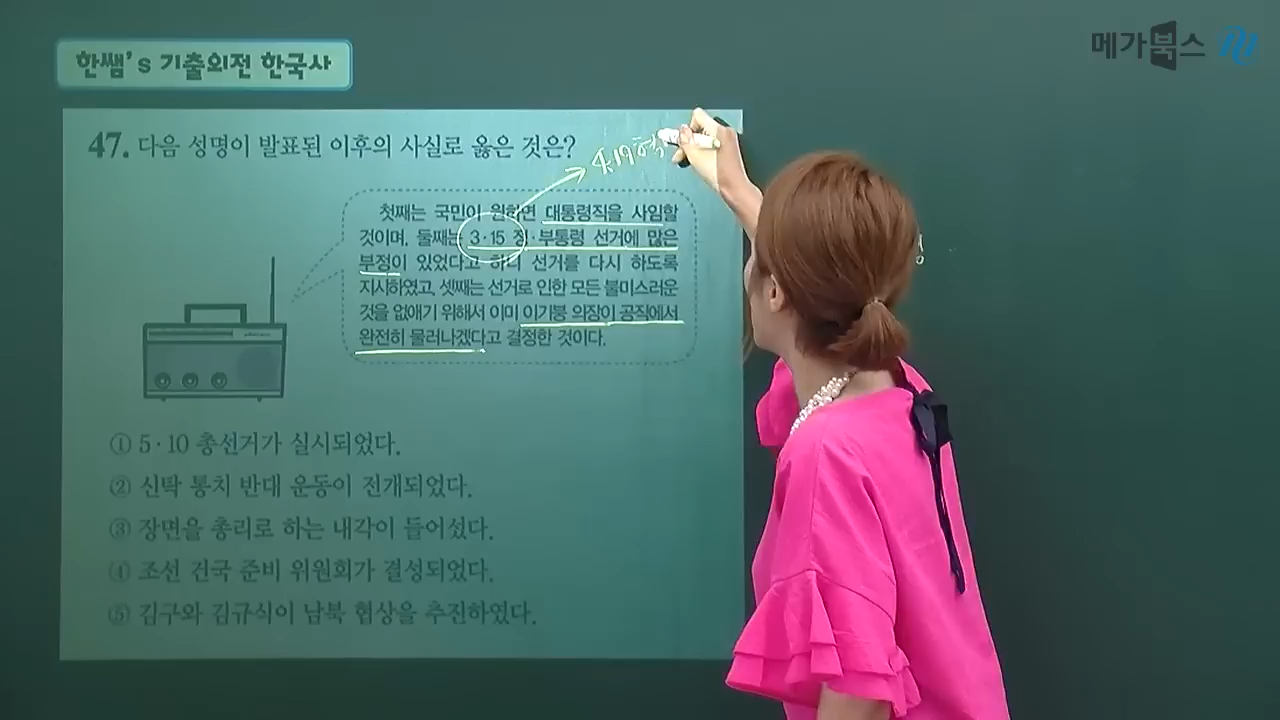 메가북스
한쌤's 기출외전 한국사
47. 다음 성명이 발표된 이후의 사실로 옳은 것은?
4.19혁
첫째는 국민이 원하면 대통령직을 사임할
것이며, 둘째는 3·15 정·부통령 선거에 많은
부정이 있었다고 하니 선거를 다시 하도록
지시하였고, 셋째는 선거로 인한 모든 불미스러운
것을 없애기 위해서 이미 이기붕 의장이 공직에서
완전히 물러나겠다고 결정한 것이다.
① 5·10 총선거가 실시되었다.
② 신탁 통치 반대 운동이 전개되었다.
③ 장면을 총리로 하는 내각이 들어섰다.
④ 조선 건국 준비 위원회가 결성되었다.
⑤ 김구와 김규식이 남북 협상을 추진하였다.